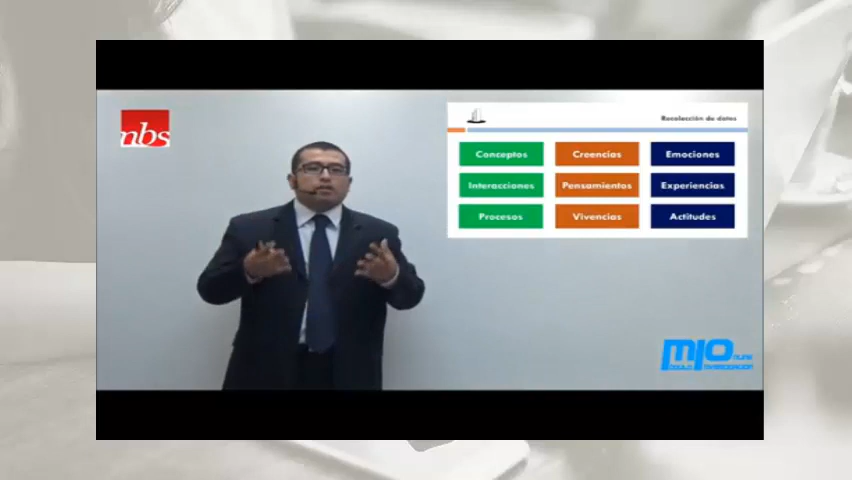 nbs
Recolección de datos
Conceptos
Creencias
Emociones
Interacciones
Pensamientos
Experiencias
Procesos
Vivencias
Actitudes
MIO